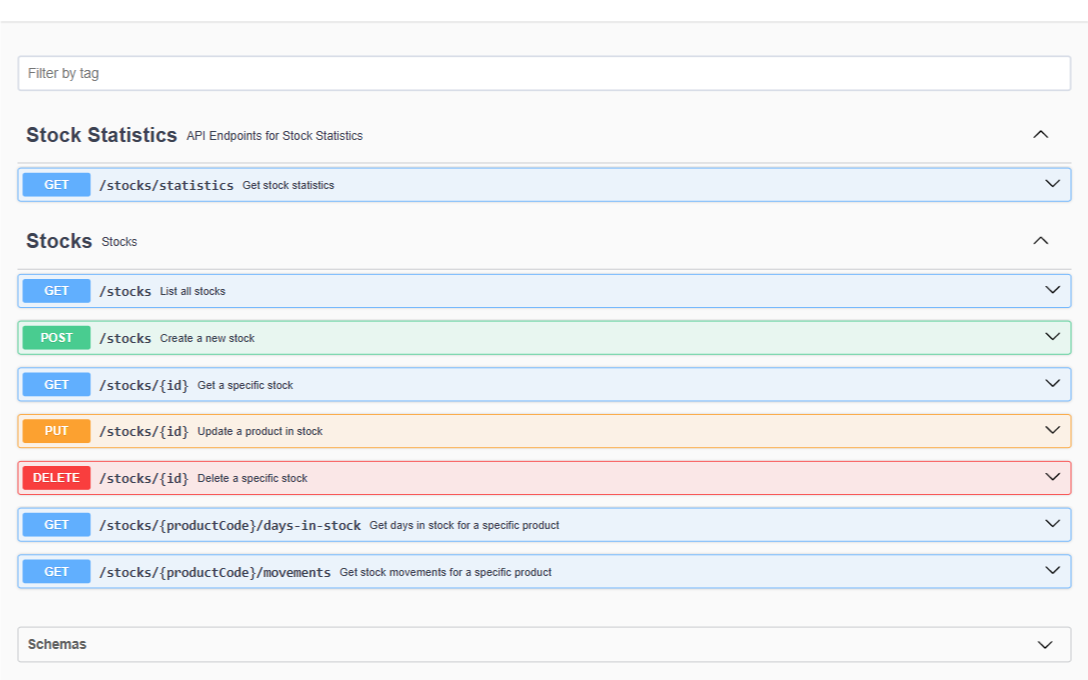 Filter by tag
Stock Statistics API Endpoints for Stock Statistics
GET /stocks/statistics Get stock statistics
Stocks Stocks
GET /stocks List all stocks
POST /stocks Create a new stock
GET /stocks/{id} Get a specific stock
PUT /stocks/{id} Update a product in stock
DELETE /stocks/{id} Delete a specific stock
GET /stocks/{productCode}/days-in-stock Get days in stock for a specific product
GET /stocks/{productCode}/movements Get stock movements for a specific product
Schemas